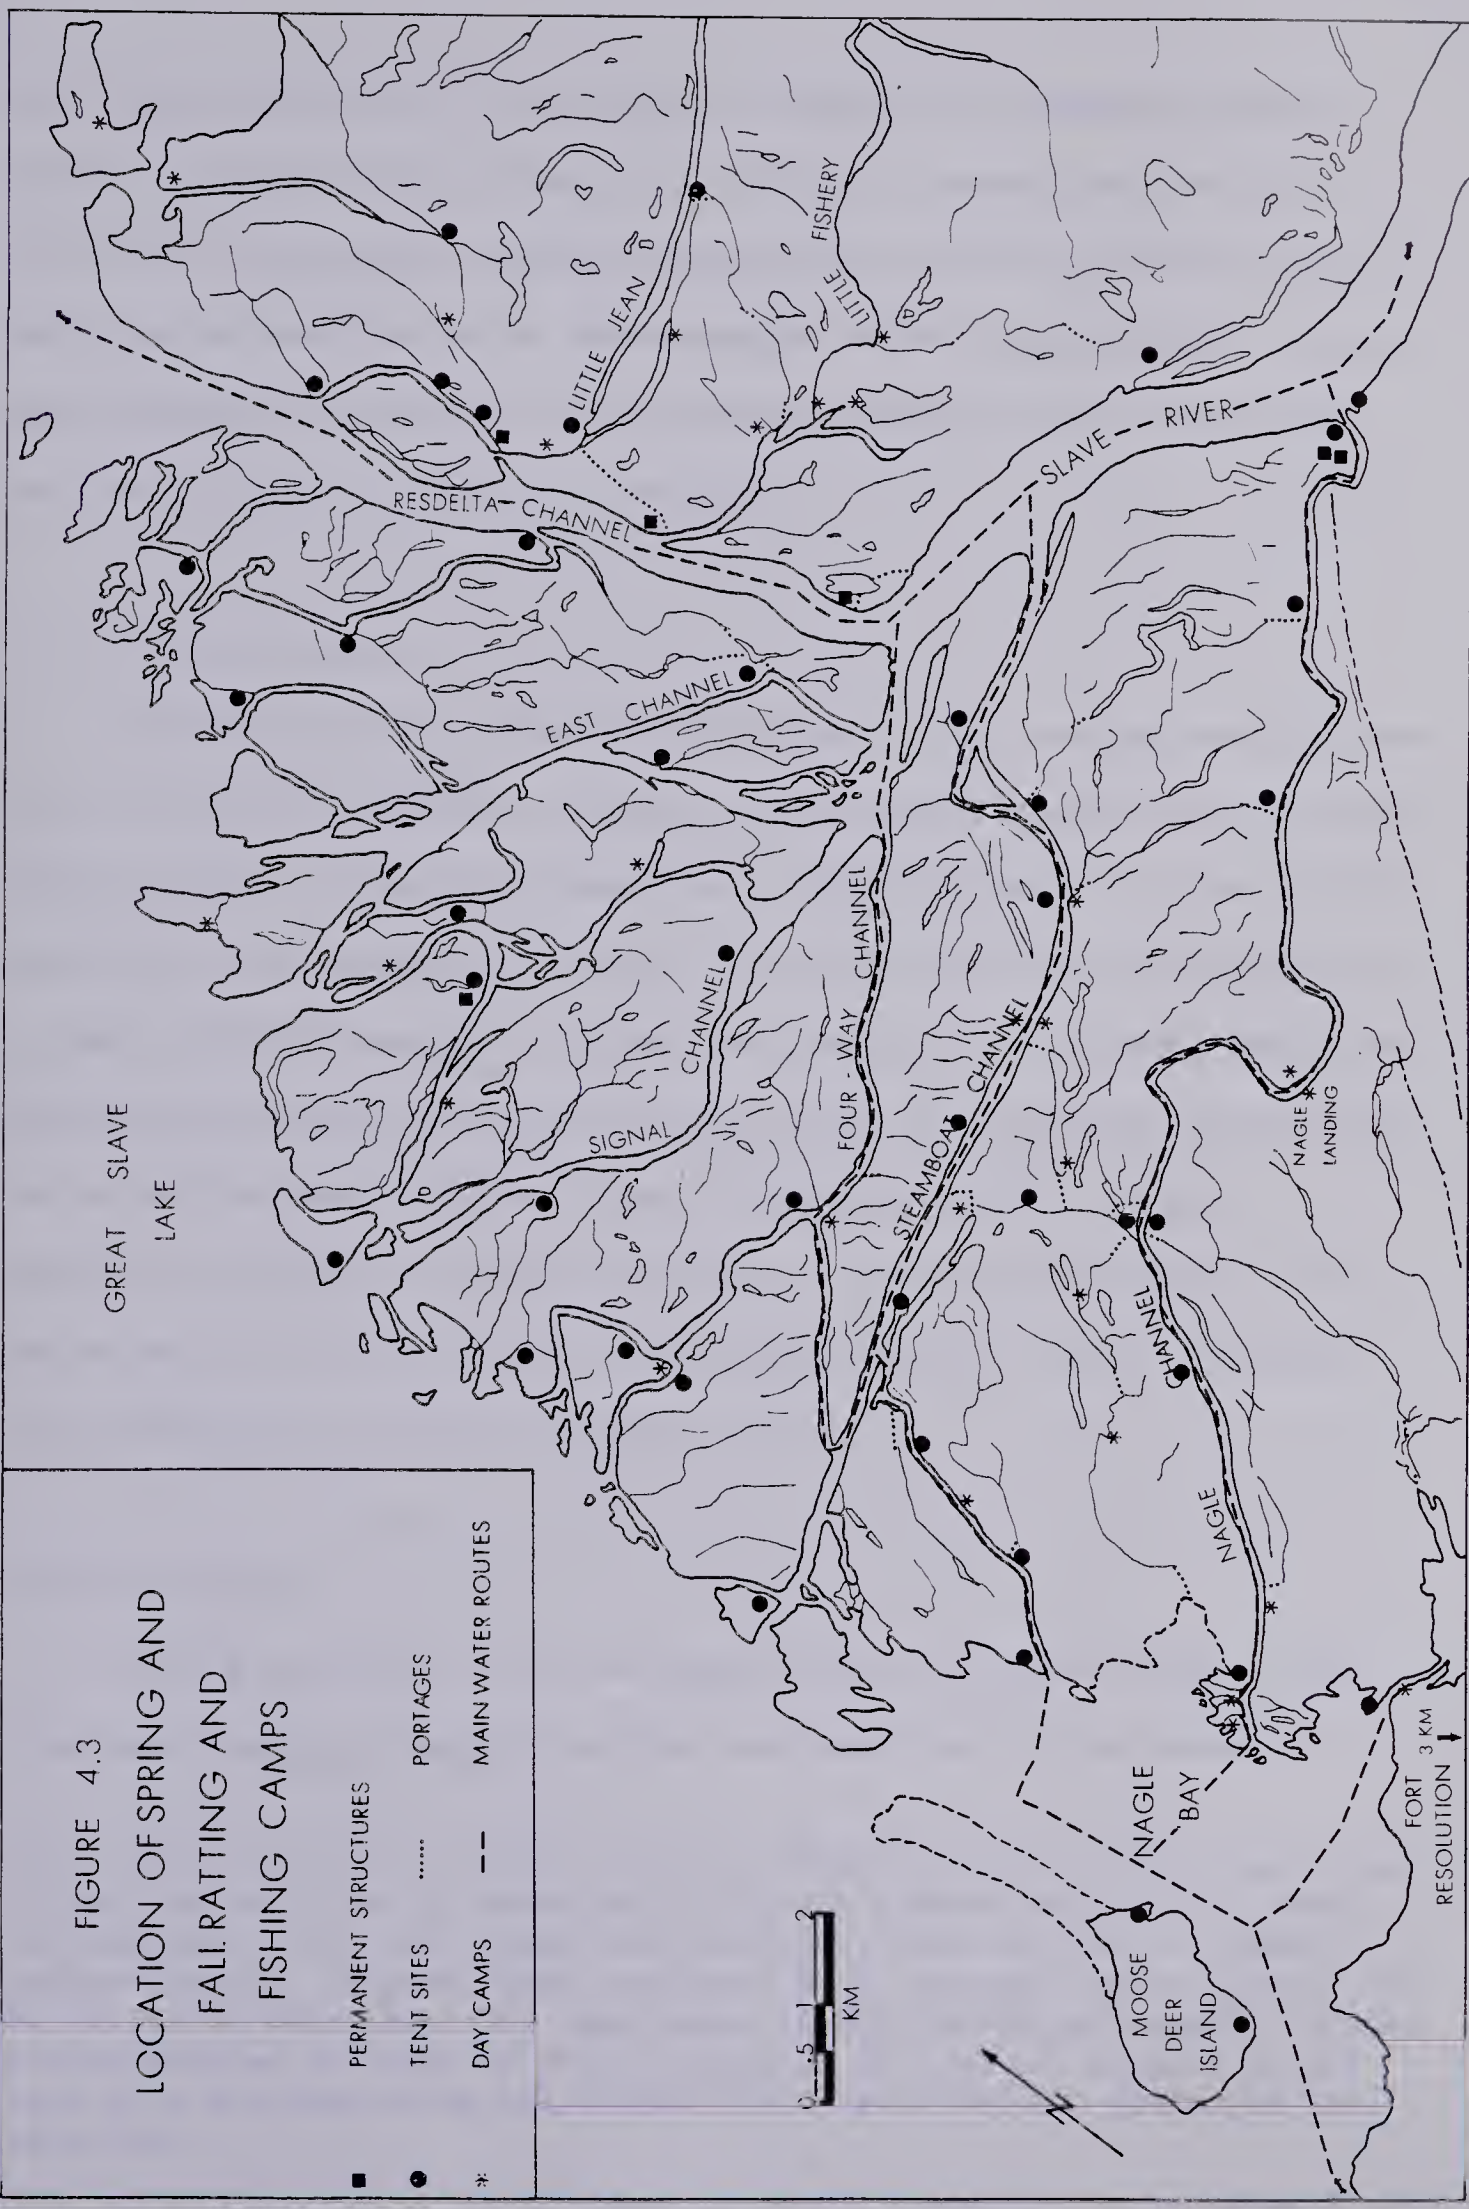 FIGURE 4.3
LOCATION OF SPRING AND
FALL RATTING AND
FISHING CAMPS
PERMANENT STRUCTURES
TENT SITES
PORTAGES
DAY CAMPS
MAIN WATER ROUTES
GREAT SLAVE
LAKE
RESDELTA CHANNEL
LITTLE JEAN
LITTLE FISHERY
SLAVE RIVER
EAST CHANNEL
SIGNAL CHANNEL
FOUR-WAY CHANNEL
STEAMBOAT CHANNEL
NAGLE
LANDING
NAGLE CHANNEL
NAGLE
BAY
MOOSE
DEER
ISLAND
FORT
RESOLUTION 3 KM
0 .5 1 2
KM
N